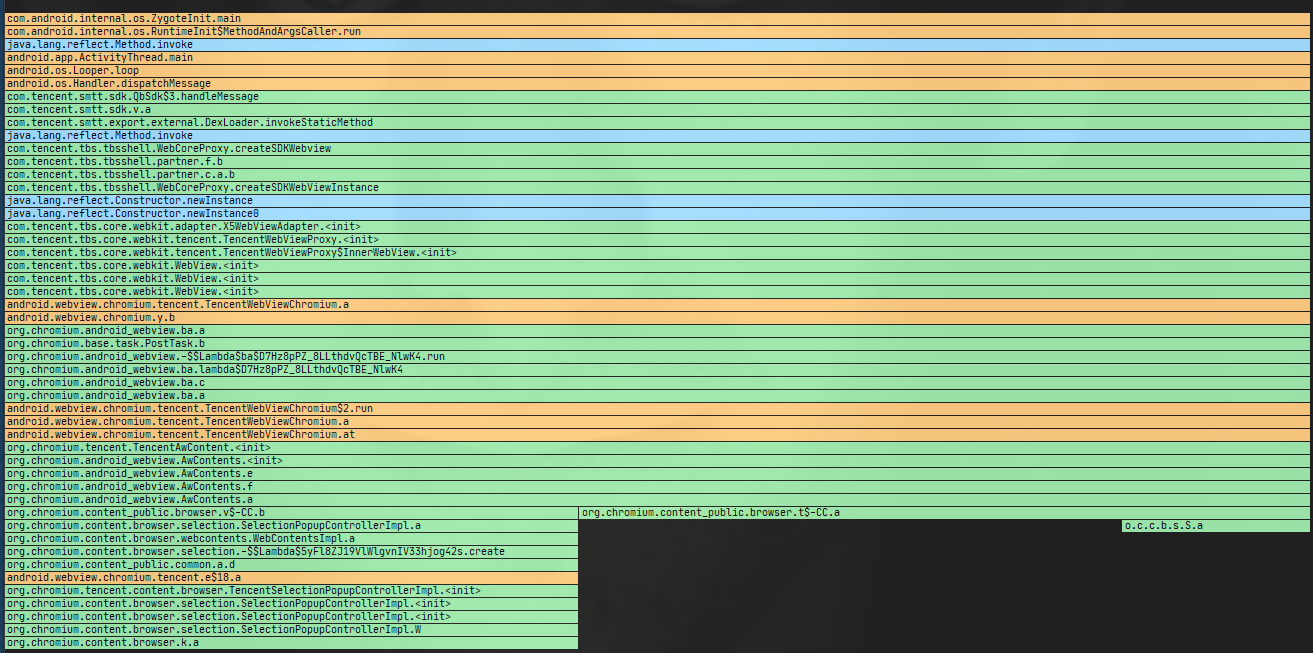 com.android.internal.os.ZygoteInit.main
com.android.internal.os.RuntimeInit$MethodAndArgsCaller.run
java.lang.reflect.Method.invoke
android.app.ActivityThread.main
android.os.Looper.loop
android.os.Handler.dispatchMessage
com.tencent.smtt.sdk.QbSdk$3.handleMessage
com.tencent.smtt.sdk.v.a
com.tencent.smtt.export.external.DexLoader.invokeStaticMethod
java.lang.reflect.Method.invoke
com.tencent.tbs.tbsshell.WebCoreProxy.createSDKWebview
com.tencent.tbs.tbsshell.partner.f.b
com.tencent.tbs.tbsshell.partner.c.a.b
com.tencent.tbs.tbsshell.WebCoreProxy.createSDKWebViewInstance
java.lang.reflect.Constructor.newInstance
java.lang.reflect.Constructor.newInstance0
com.tencent.tbs.core.webkit.adapter.X5WebViewAdapter.<init>
com.tencent.tbs.core.webkit.tencent.TencentWebViewProxy.<init>
com.tencent.tbs.core.webkit.tencent.TencentWebViewProxy$InnerWebView.<init>
com.tencent.tbs.core.webkit.WebView.<init>
com.tencent.tbs.core.webkit.WebView.<init>
com.tencent.tbs.core.webkit.WebView.<init>
android.webview.chromium.tencent.TencentWebViewChromium.a
android.webview.chromium.y.b
org.chromium.android_webview.ba.a
org.chromium.base.task.PostTask.b
org.chromium.android_webview.-$$Lambda$ba$D7Hz8pPZ_8LLthdvQcTBE_NlwK4.run
org.chromium.android_webview.ba.lambda$D7Hz8pPZ_8LLthdvQcTBE_NlwK4
org.chromium.android_webview.ba.c
org.chromium.android_webview.ba.a
android.webview.chromium.tencent.TencentWebViewChromium$2.run
android.webview.chromium.tencent.TencentWebViewChromium.a
android.webview.chromium.tencent.TencentWebViewChromium.at
org.chromium.tencent.TencentAwContent.<init>
org.chromium.android_webview.AwContents.<init>
org.chromium.android_webview.AwContents.e
org.chromium.android_webview.AwContents.f
org.chromium.android_webview.AwContents.a
org.chromium.content_public.browser.v$-CC.b
org.chromium.content_public.browser.t$-CC.a
org.chromium.content.browser.selection.SelectionPopupControllerImpl.a
o.c.c.b.s.S.a
org.chromium.content.browser.webcontents.WebContentsImpl.a
org.chromium.content.browser.selection.-$$Lambda$5yFl8ZJ19VlWlgvnIV33hjog42s.create
org.chromium.content_public.common.a.d
android.webview.chromium.tencent.e$18.a
org.chromium.tencent.content.browser.TencentSelectionPopupControllerImpl.<init>
org.chromium.content.browser.selection.SelectionPopupControllerImpl.<init>
org.chromium.content.browser.selection.SelectionPopupControllerImpl.<init>
org.chromium.content.browser.selection.SelectionPopupControllerImpl.W
org.chromium.content.browser.k.a